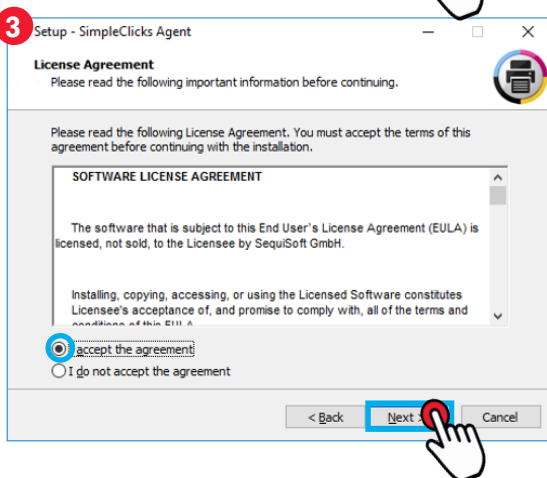 3
Setup - SimpleClicks Agent
License Agreement
Please read the following important information before continuing.
Please read the following License Agreement. You must accept the terms of this
agreement before continuing with the installation.
SOFTWARE LICENSE AGREEMENT
The software that is subject to this End User's License Agreement (EULA) is
licensed, not sold, to the Licensee by SequiSoft GmbH.
Installing, copying, accessing, or using the Licensed Software constitutes
Licensee's acceptance of, and promise to comply with, all of the terms and
conditions of this EULA
accept the agreement
I do not accept the agreement
< Back
Next >
Cancel